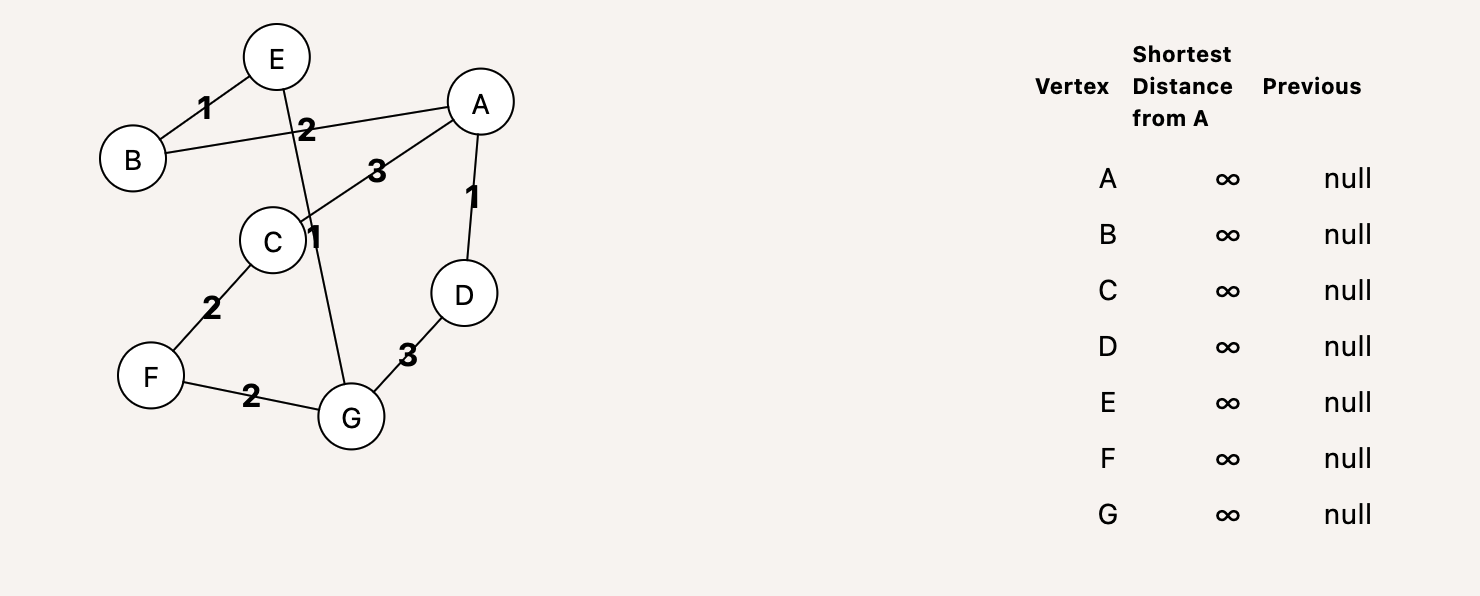 E
A
1
2
B
3
1
C
1
D
2
3
F
2
G
Shortest
Vertex Distance Previous
from A
A ∞ null
B ∞ null
C ∞ null
D ∞ null
E ∞ null
F ∞ null
G ∞ null